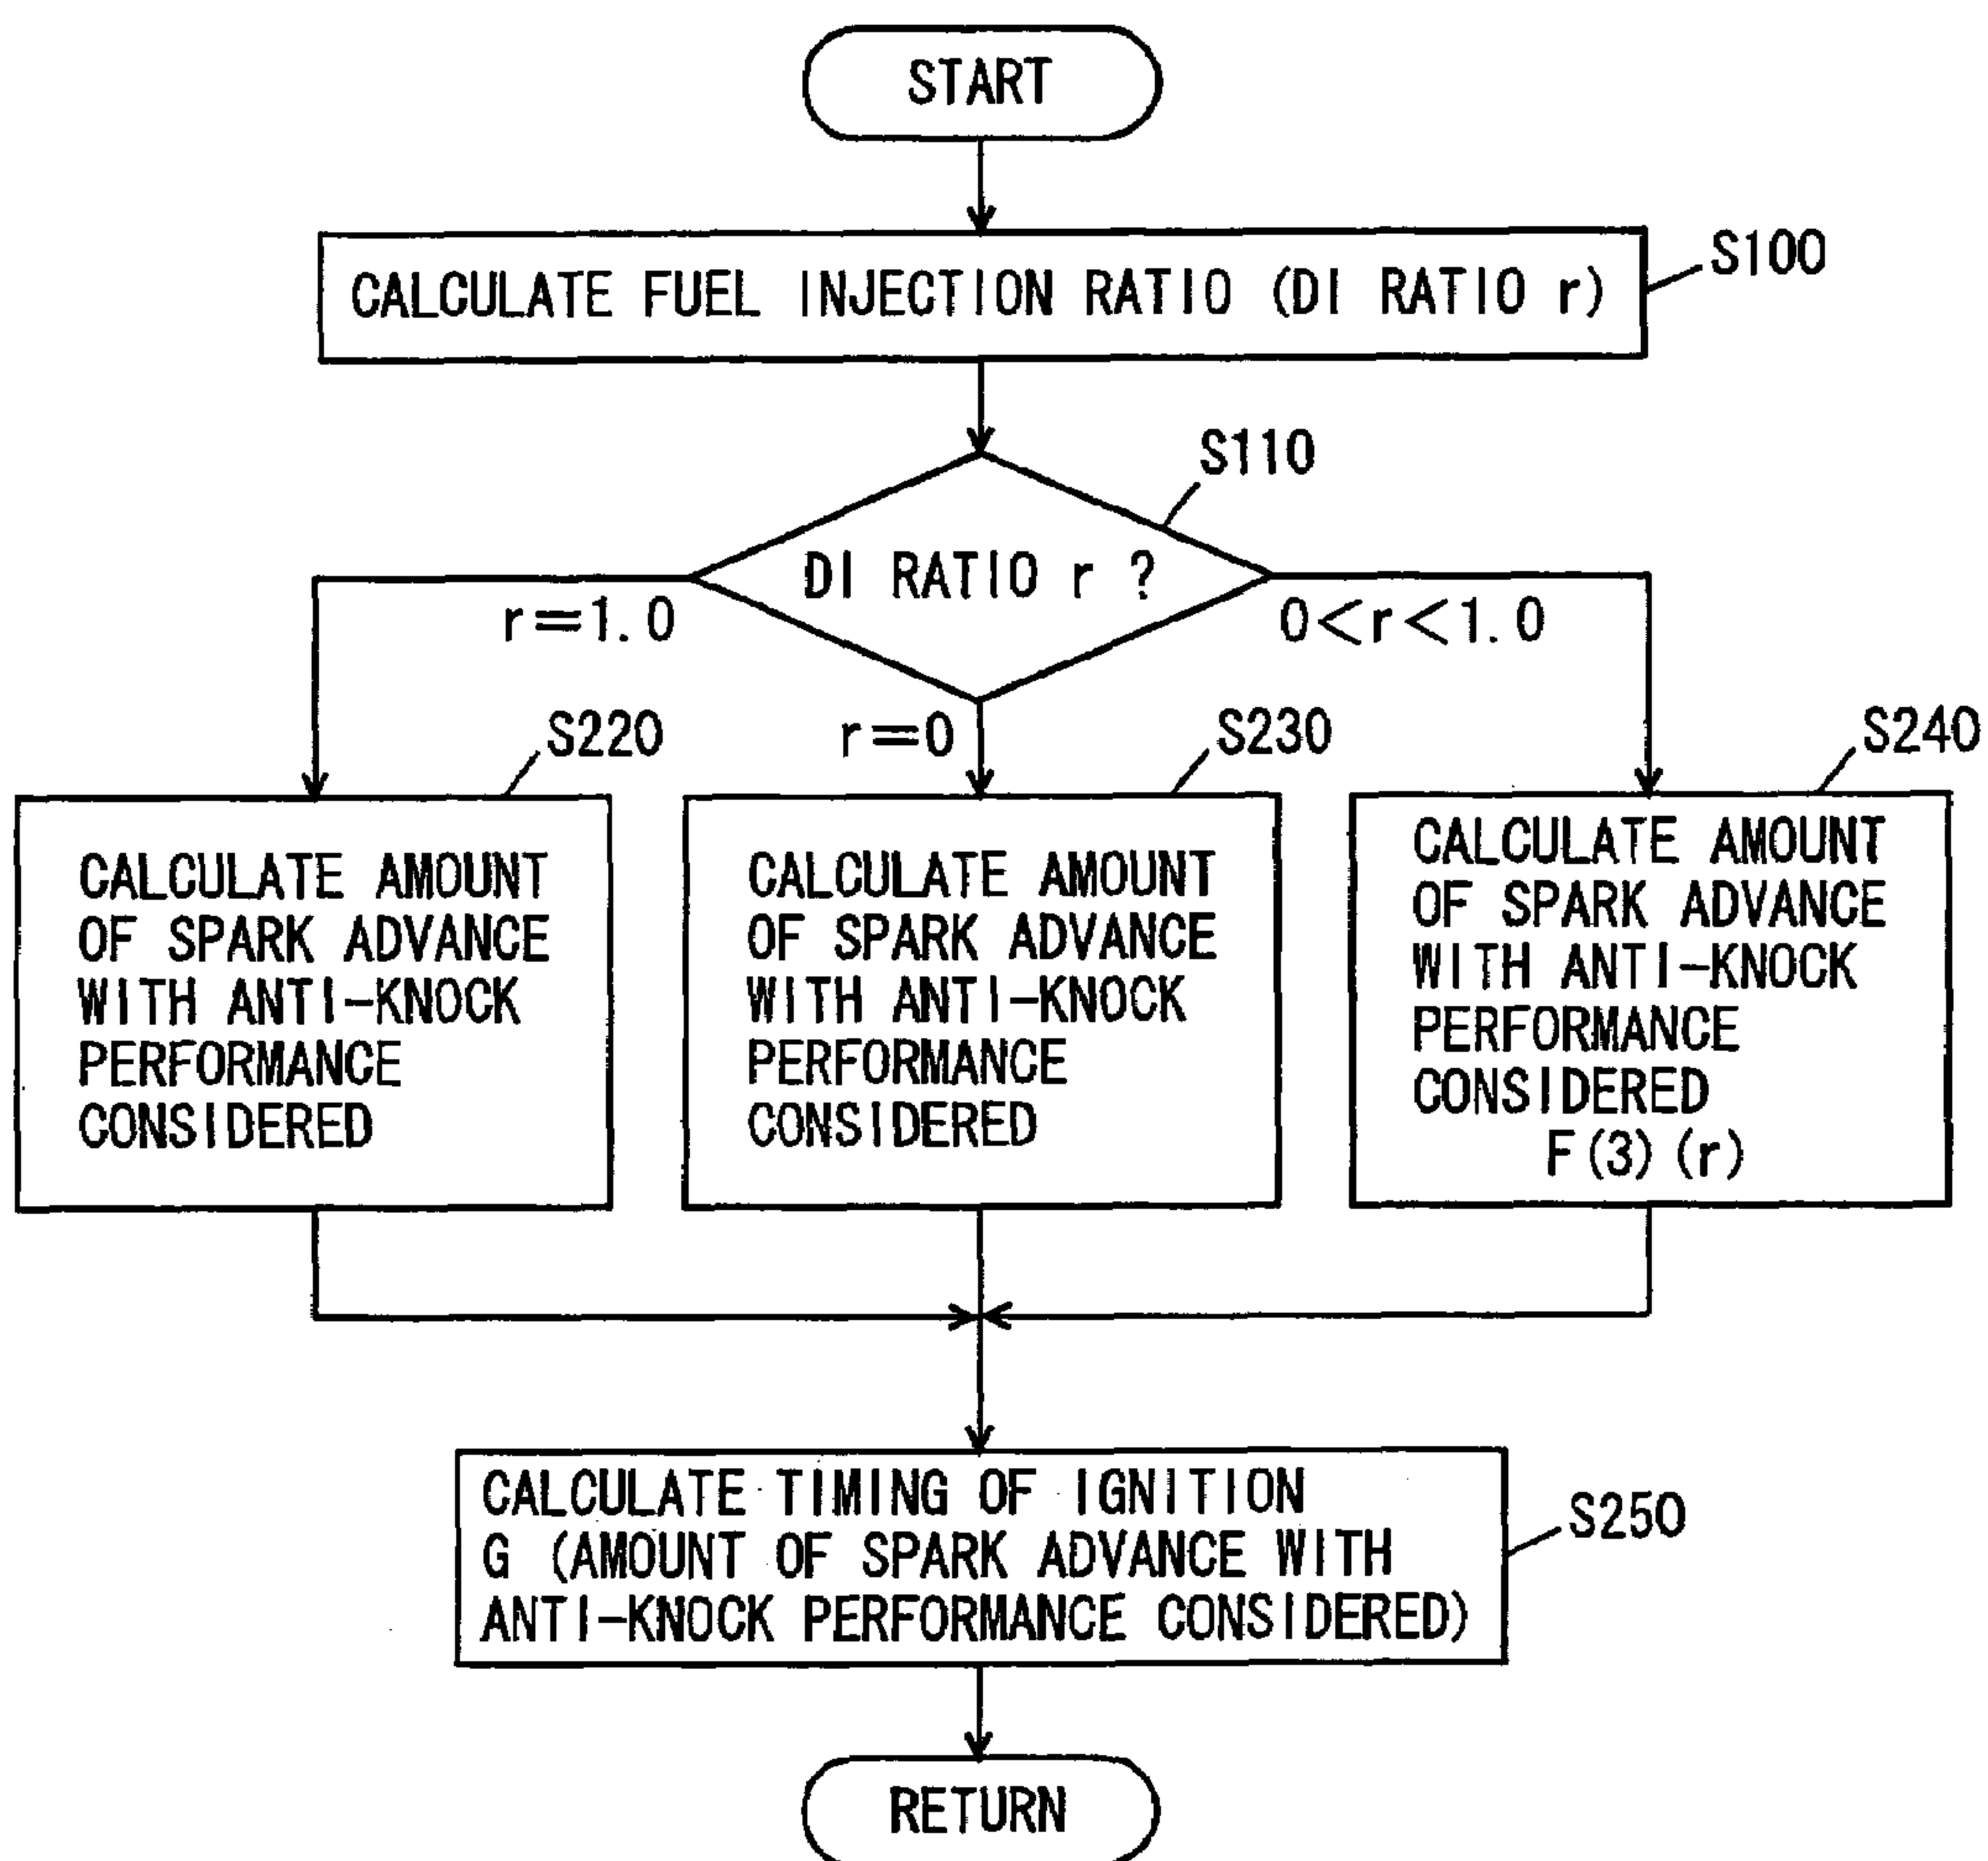 START
CALCULATE FUEL INJECTION RATIO (DI RATIO r)
S100
S110
DI RATIO r ?
r=1.0
0<r<1.0
r=0
S220
CALCULATE AMOUNT
OF SPARK ADVANCE
WITH ANTI-KNOCK
PERFORMANCE
CONSIDERED
S230
CALCULATE AMOUNT
OF SPARK ADVANCE
WITH ANTI-KNOCK
PERFORMANCE
CONSIDERED
S240
CALCULATE AMOUNT
OF SPARK ADVANCE
WITH ANTI-KNOCK
PERFORMANCE
CONSIDERED
F(3)(r)
CALCULATE TIMING OF IGNITION
G (AMOUNT OF SPARK ADVANCE WITH
ANTI-KNOCK PERFORMANCE CONSIDERED)
S250
RETURN